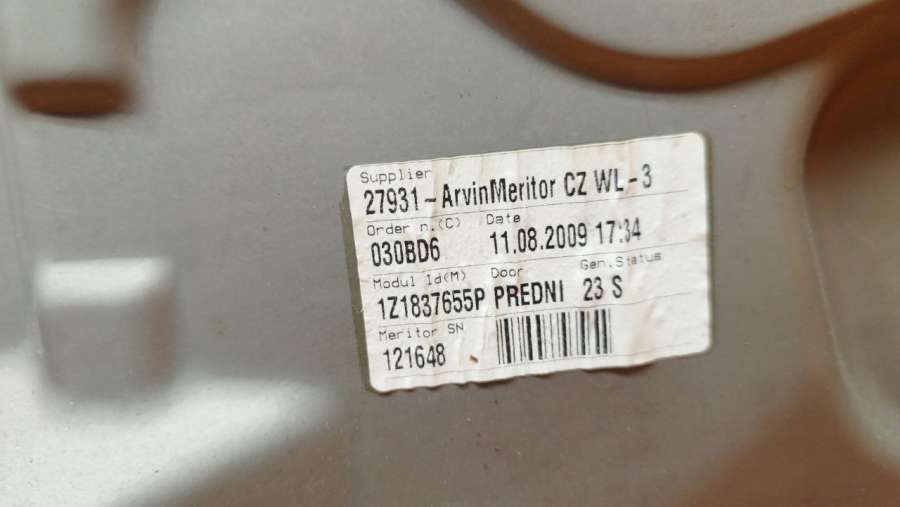 Supplier
27931-ArvinMeritor CZ WL-3
Order n.(C) Date
030BD6 11.08.2009 17:34
Modul Id(M) Door Gen.Status
1Z1837655P PREDNI 23 S
Meritor SN
121648